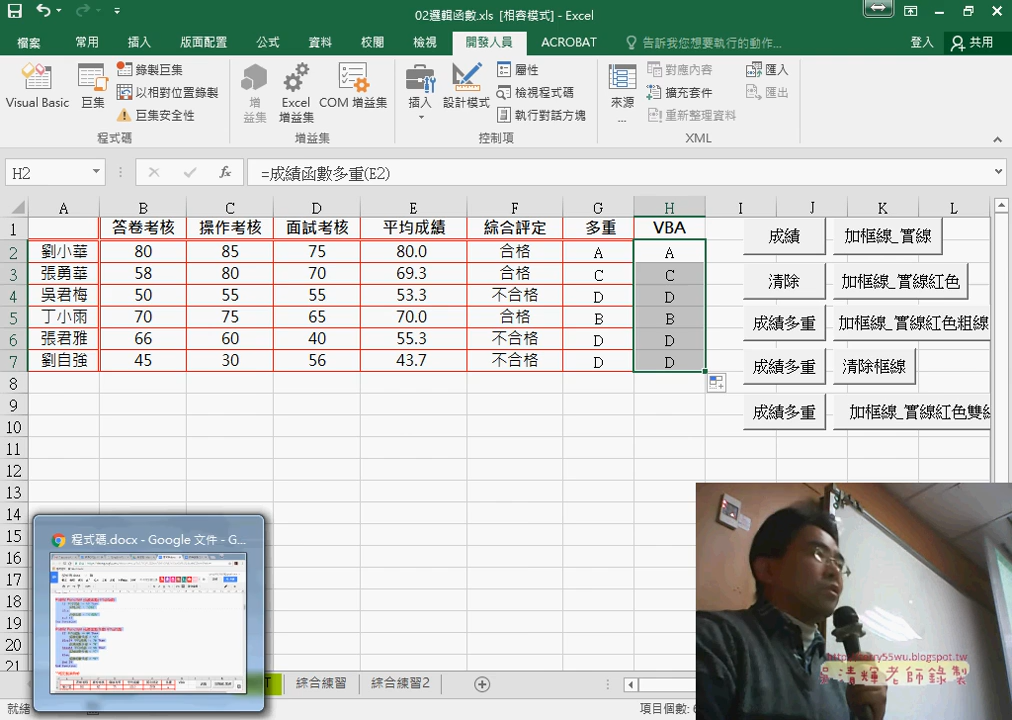 02邏輯函數.xls [相容模式] - Excel
檔案 常用 插入 版面配置 公式 資料 校閱 檢視 開發人員 ACROBAT 告訴我您想要執行的動作... 登入 共用
Visual Basic 巨集 錄製巨集 以相對位置錄製 巨集安全性 增益集 Excel 增益集 COM 增益集 插入 設計模式 屬性 檢視程式碼 執行對話方塊 來源 ... 對應內容 擴充套件 重新整理資料 匯入 匯出
程式碼 增益集 控制項 XML
H2 fx =成績函數多重(E2)
A B C D E F G H I J K L
1 答卷考核 操作考核 面試考核 平均成績 綜合評定 多重 VBA 成績 加框線_實線
2 劉小華 80 85 75 80.0 合格 A A
3 張勇華 58 80 70 69.3 合格 C C 清除 加框線_實線紅色
4 吳君梅 50 55 55 53.3 不合格 D D
5 丁小雨 70 75 65 70.0 合格 B B 成績多重 加框線_實線紅色粗線
6 張君雅 66 60 40 55.3 不合格 D D
7 劉自強 45 30 56 43.7 不合格 D D 成績多重 清除框線
8
9 成績多重 加框線_實線紅色雙線
10
11
12
13
14
15
16
17
18
19
20
21
程式碼.docx - Google 文件 - G...
綜合練習 綜合練習2
就緒 項目個數:
吳清輝老師錄製